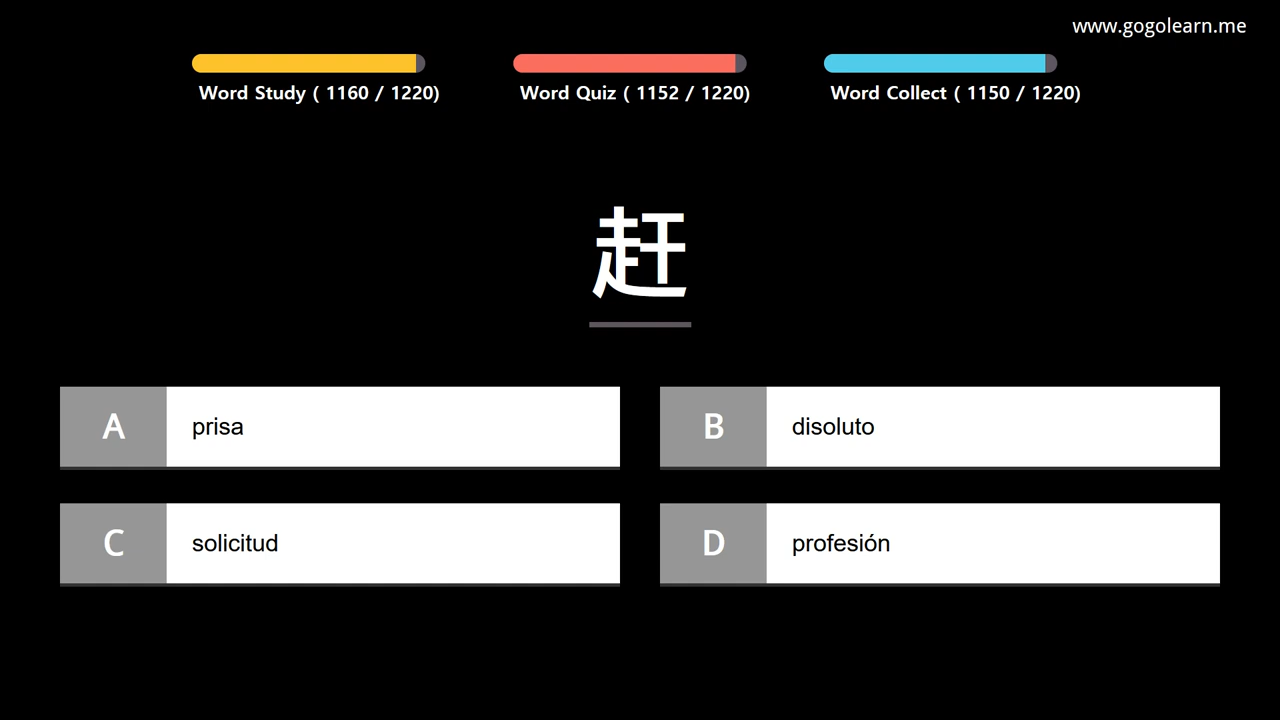 www.gogolearn.me
Word Study ( 1160 / 1220)
Word Quiz ( 1152 / 1220)
Word Collect ( 1150 / 1220)
赶
A prisa
B disoluto
C solicitud
D profesión